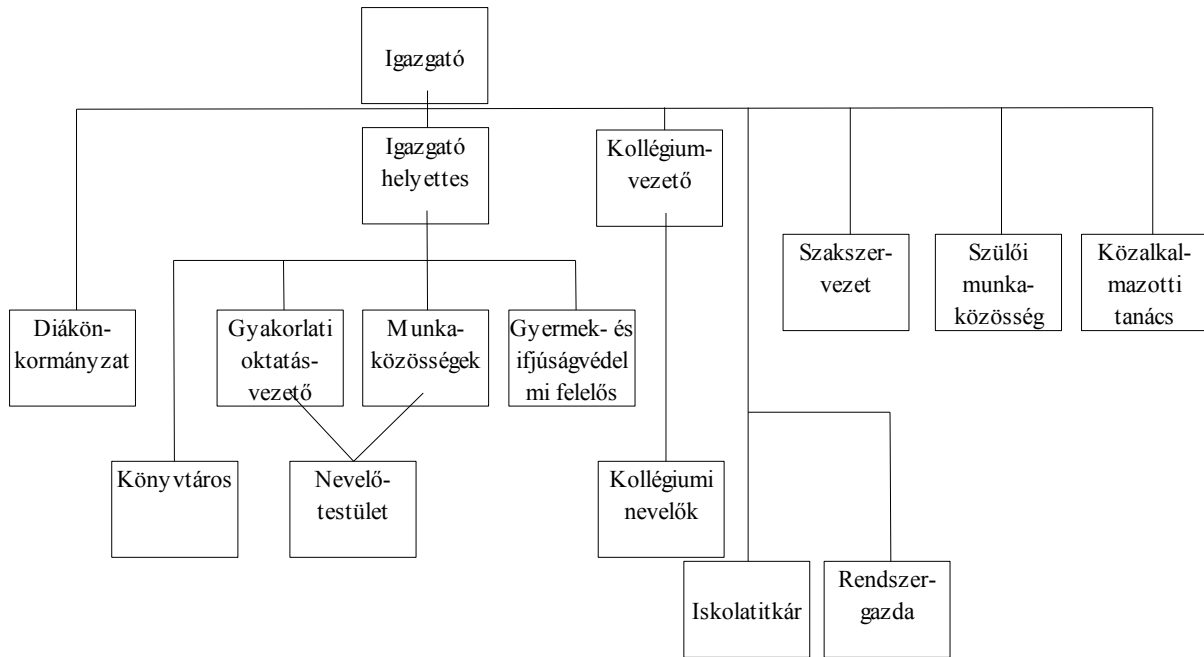 Igazgató
Igazgató
helyettes
Kollégium-
vezető
Szakszer-
vezet
Szülői
munka-
közösség
Közalkal-
mazotti
tanács
Diákön-
kormányzat
Gyakorlati
oktatás-
vezető
Munka-
közösségek
Gyermek- és
ifjúságvédel
mi felelős
Könyvtáros
Nevelő-
testület
Kollégiumi
nevelők
Iskolatitkár
Rendszer-
gazda